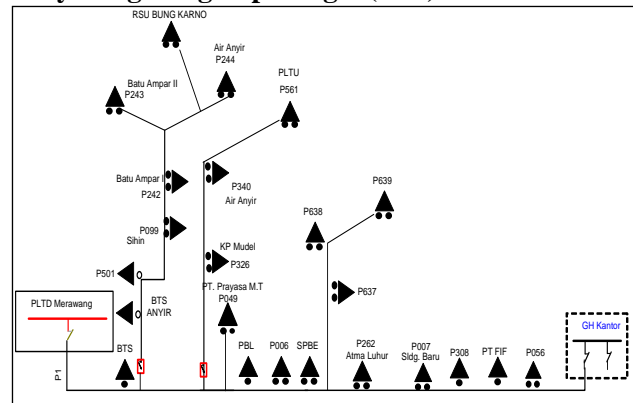 RSU BUNG KARNO
Air Anyir
P244
PLTU
P561
Batu Ampar II
P243
Batu Ampar I
P242
P340
Air Anyir
P639
P638
P099
Sihin
KP Mudel
P326
P501
PT. Prayasa M.T
P049
P637
PLTD Merawang
BTS
ANYIR
GH Kantor
BTS
PBL
P006
SPBE
P262
Atma Luhur
P007
Sldg. Baru
P308
PT FIF
P056
P1